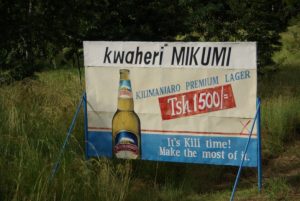 kwaheri MIKUMI
KILIMANJARO PREMIUM LAGER
Tsh 1500/=
It's Kili time!
Make the most of it.